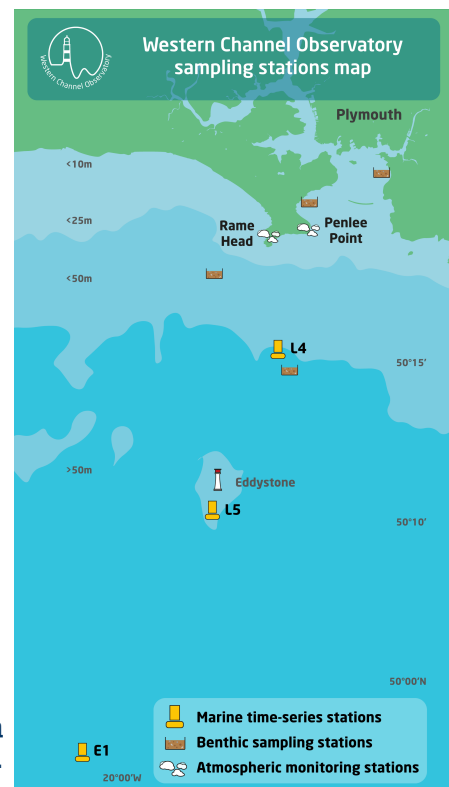 Western Channel Observatory
Western Channel Observatory
sampling stations map
Plymouth
<10m
<25m
Rame
Head
Penlee
Point
<50m
L4
50°15'
>50m
Eddystone
L5
50°10'
50°00'N
Marine time-series stations
Benthic sampling stations
Atmospheric monitoring stations
E1
20°00'W